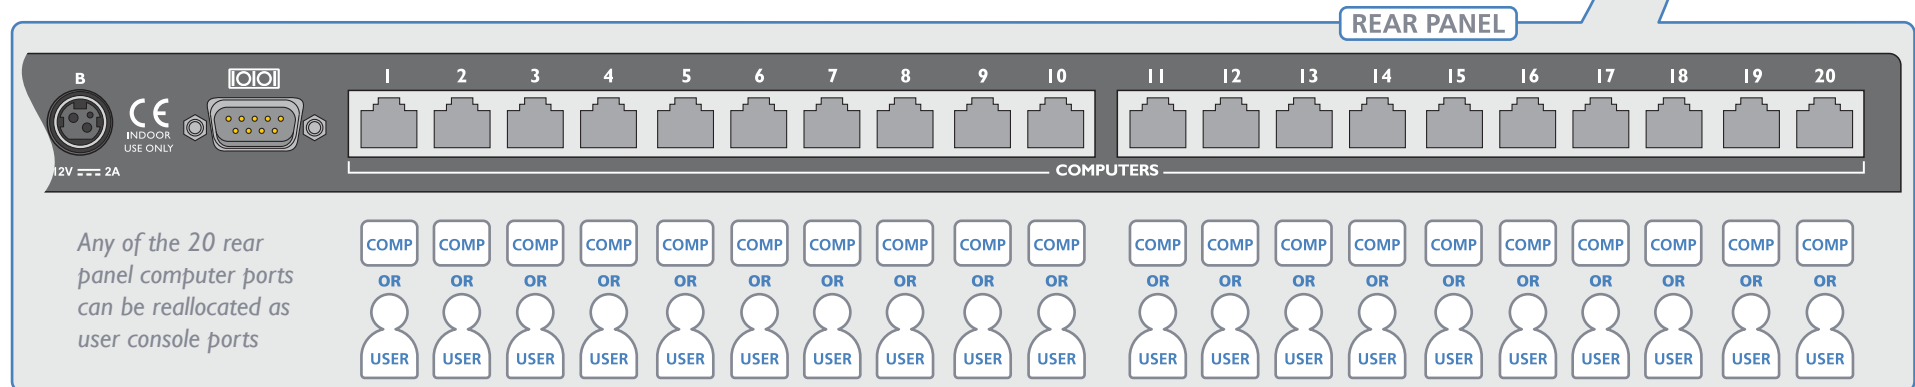 REAR PANEL
B
IOIOI
1 2 3 4 5 6 7 8 9 10 11 12 13 14 15 16 17 18 19 20
CE
INDOOR
USE ONLY
12V 2A
COMPUTERS
Any of the 20 rear
panel computer ports
can be reallocated as
user console ports
COMP COMP COMP COMP COMP COMP COMP COMP COMP COMP COMP COMP COMP COMP COMP COMP COMP COMP COMP COMP
OR OR OR OR OR OR OR OR OR OR OR OR OR OR OR OR OR OR OR OR
USER USER USER USER USER USER USER USER USER USER USER USER USER USER USER USER USER USER USER USER